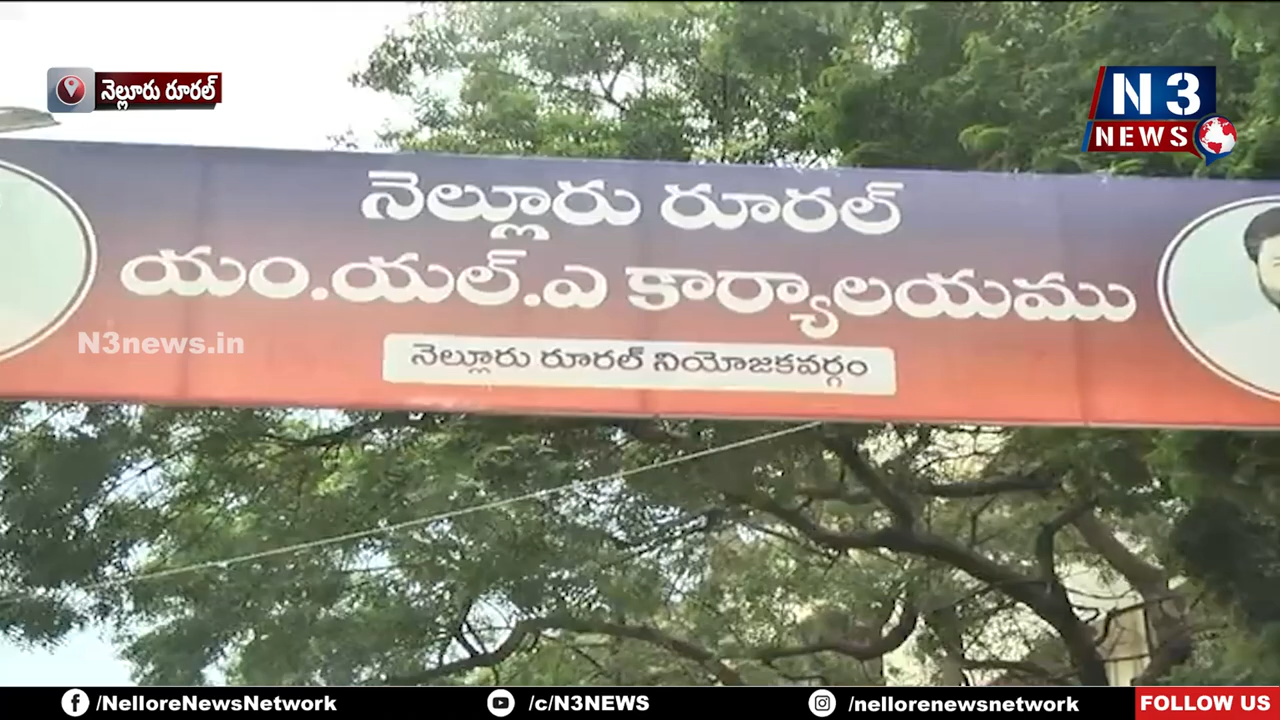 నెల్లూరు రూరల్
N3
NEWS
నెల్లూరు రూరల్
యం.యల్.ఎ కార్యాలయము
N3news.in
నెల్లూరు రూరల్ నియోజకవర్గం
/NelloreNewsNetwork
/c/N3NEWS
/nellorenewsNetwork
FOLLOW US